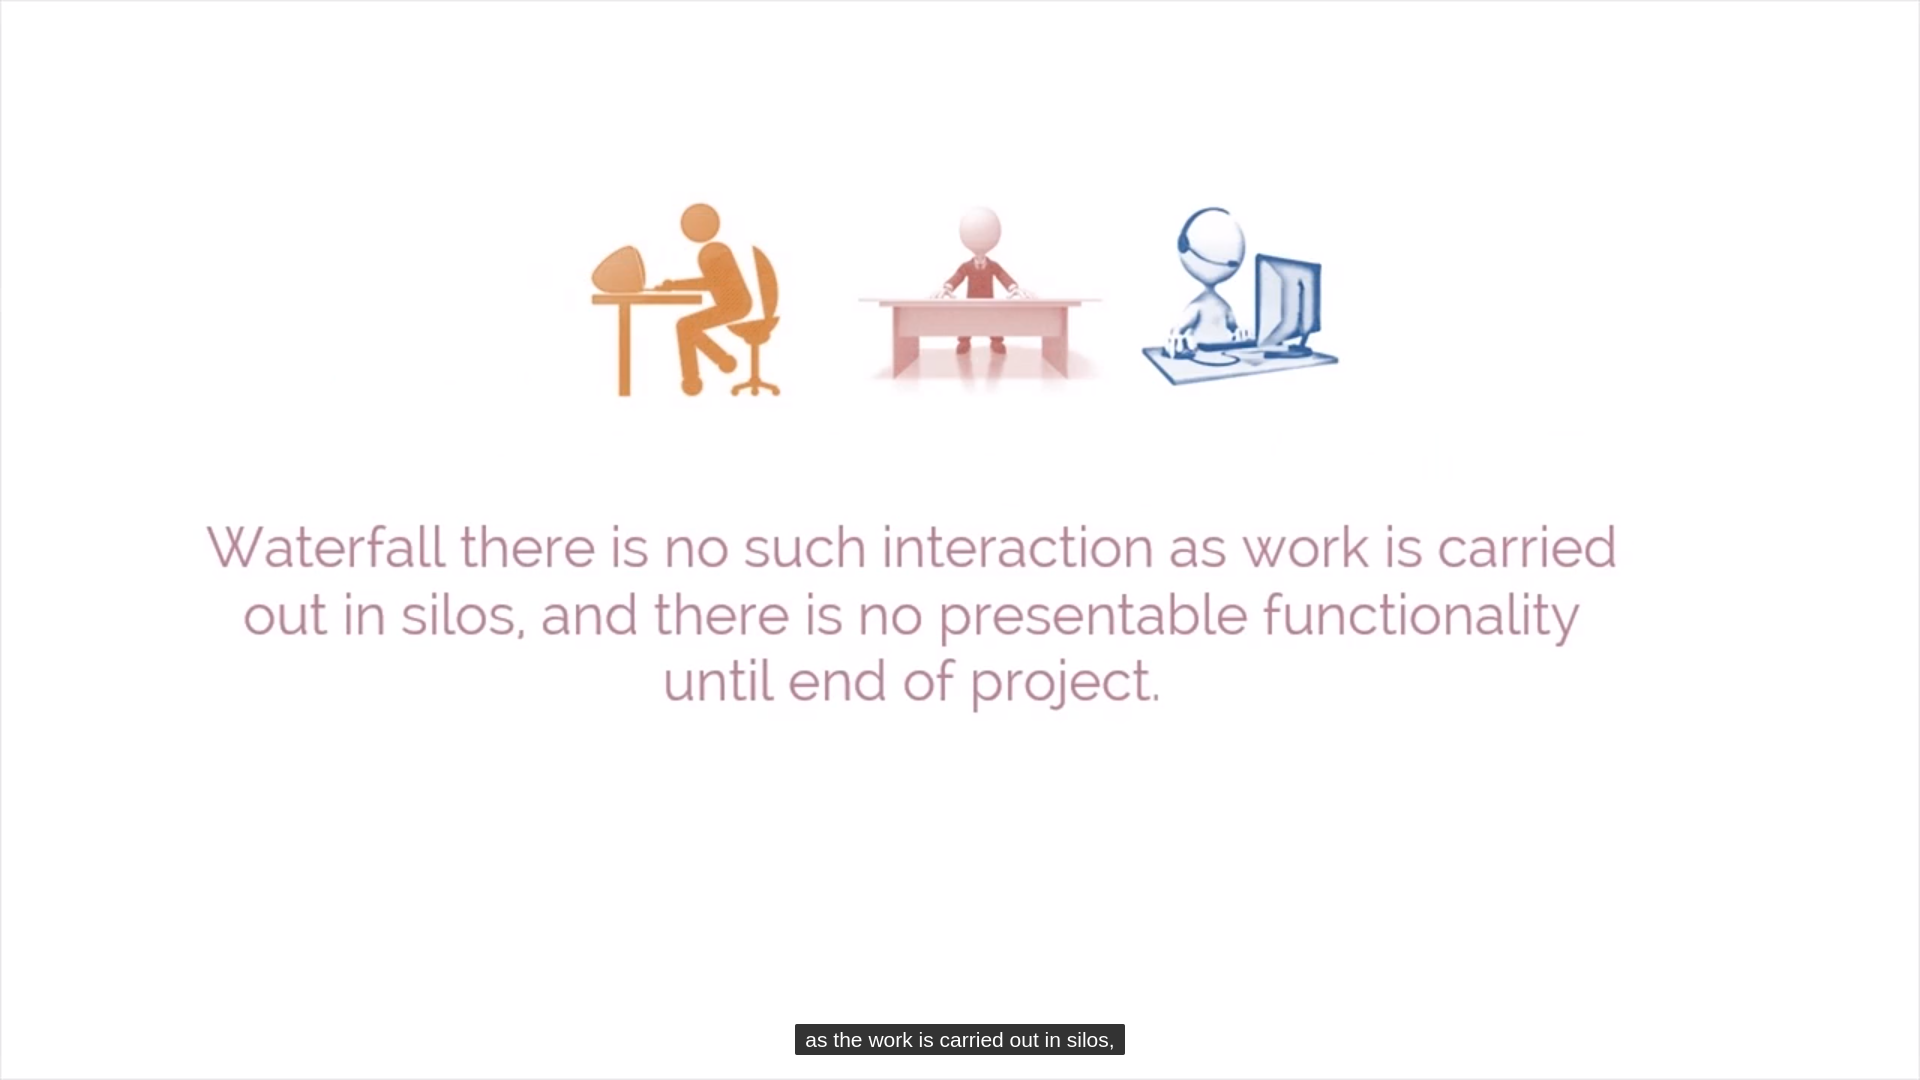 Waterfall there is no such interaction as work is carried
out in silos, and there is no presentable functionality
until end of project.
as the work is carried out in silos,